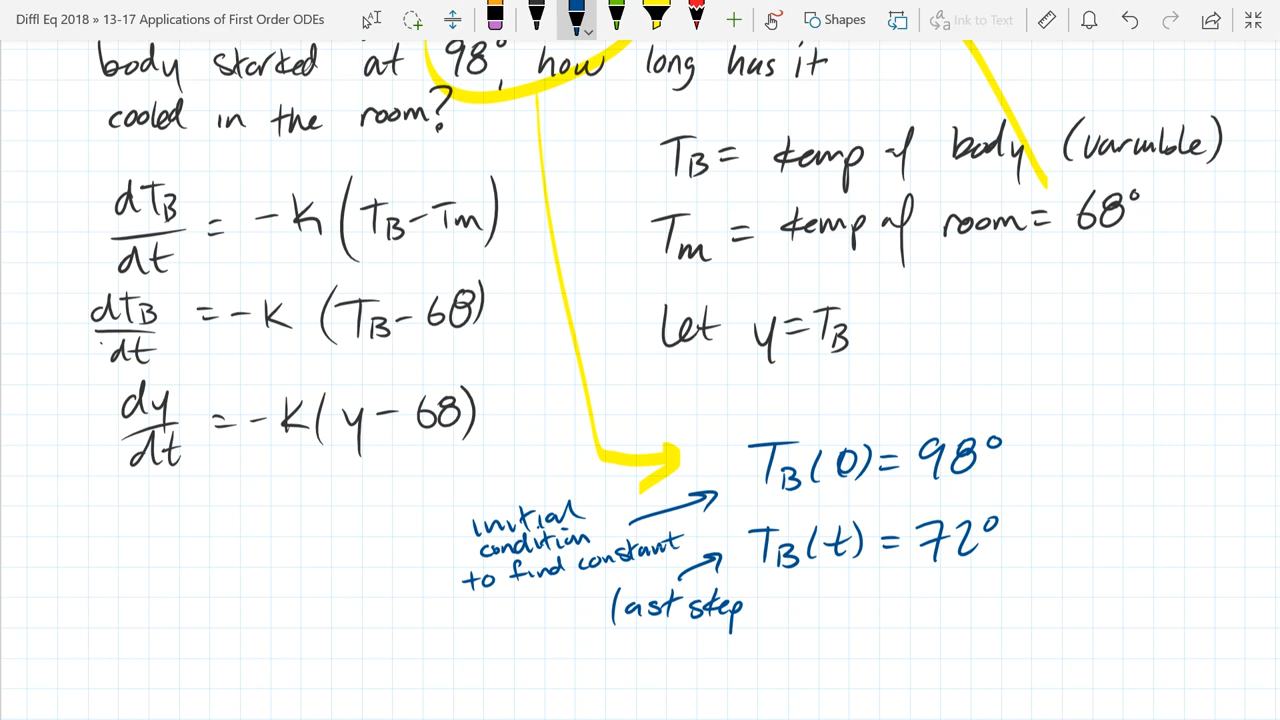 Diffl Eq 2018 » 13-17 Applications of First Order ODEs
Shapes
Ink to Text
body started at 98°, how long has it
cooled in the room?
T_B = temp of body (variable)
T_m = temp of room = 68°
Let y = T_B
dT_B/dt = -K(T_B - T_m)
dT_B/dt = -K(T_B - 68)
dy/dt = -K(y - 68)
T_B(0) = 98°
T_B(t) = 72°
initial
condition
to find constant
last step